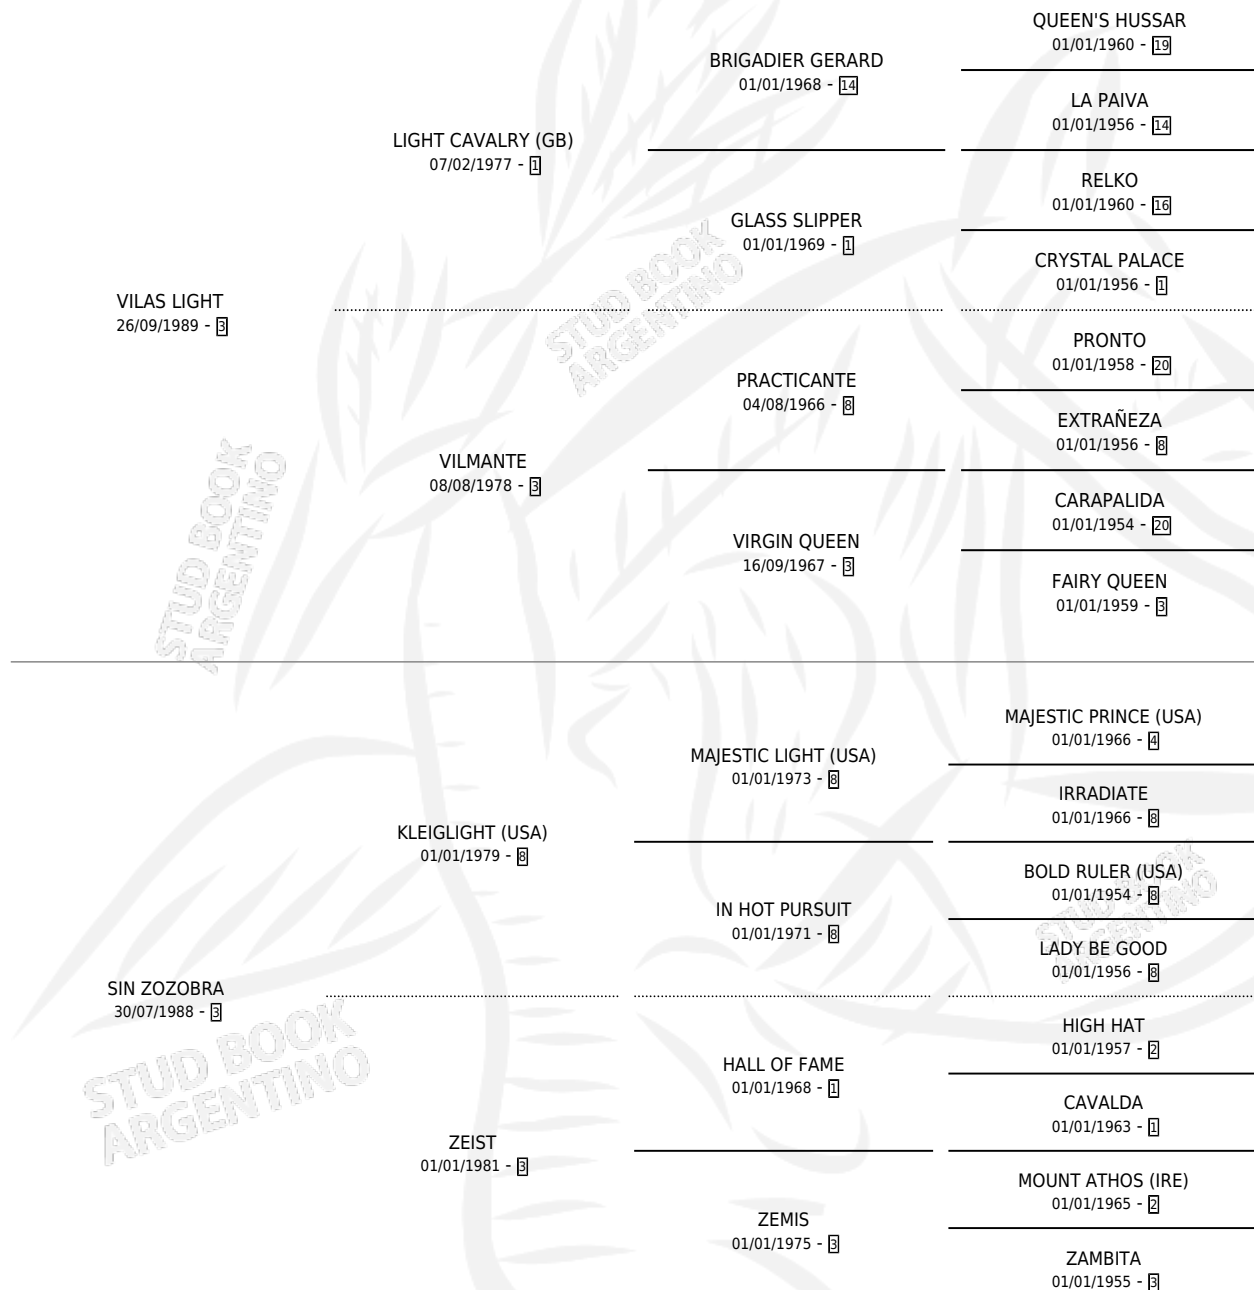 QUEEN'S HUSSAR
01/01/1960 - 19
BRIGADIER GERARD
01/01/1968 - 14
LA PAIVA
01/01/1956 - 14
LIGHT CAVALRY (GB)
07/02/1977 - 1
RELKO
01/01/1960 - 16
GLASS SLIPPER
01/01/1969 - 1
CRYSTAL PALACE
01/01/1956 - 1
STUD BOOK
ARGENTINO
VILAS LIGHT
26/09/1989 - 3
PRONTO
01/01/1958 - 20
PRACTICANTE
04/08/1966 - 8
EXTRAÑEZA
01/01/1956 - 8
VILMANTE
08/08/1978 - 3
CARAPALIDA
01/01/1954 - 20
VIRGIN QUEEN
16/09/1967 - 3
FAIRY QUEEN
01/01/1959 - 3
STUD BOOK
ARGENTINO
MAJESTIC PRINCE (USA)
01/01/1966 - 4
MAJESTIC LIGHT (USA)
01/01/1973 - 8
IRRADIATE
01/01/1966 - 8
KLEIGLIGHT (USA)
01/01/1979 - 8
BOLD RULER (USA)
01/01/1954 - 8
IN HOT PURSUIT
01/01/1971 - 8
LADY BE GOOD
01/01/1956 - 8
STUD BOOK
ARGENTINO
SIN ZOZOBRA
30/07/1988 - 3
HIGH HAT
01/01/1957 - 2
HALL OF FAME
01/01/1968 - 1
CAVALDA
01/01/1963 - 1
STUD BOOK
ARGENTINO
ZEIST
01/01/1981 - 3
MOUNT ATHOS (IRE)
01/01/1965 - 2
ZEMIS
01/01/1975 - 3
ZAMBITA
01/01/1955 - 3